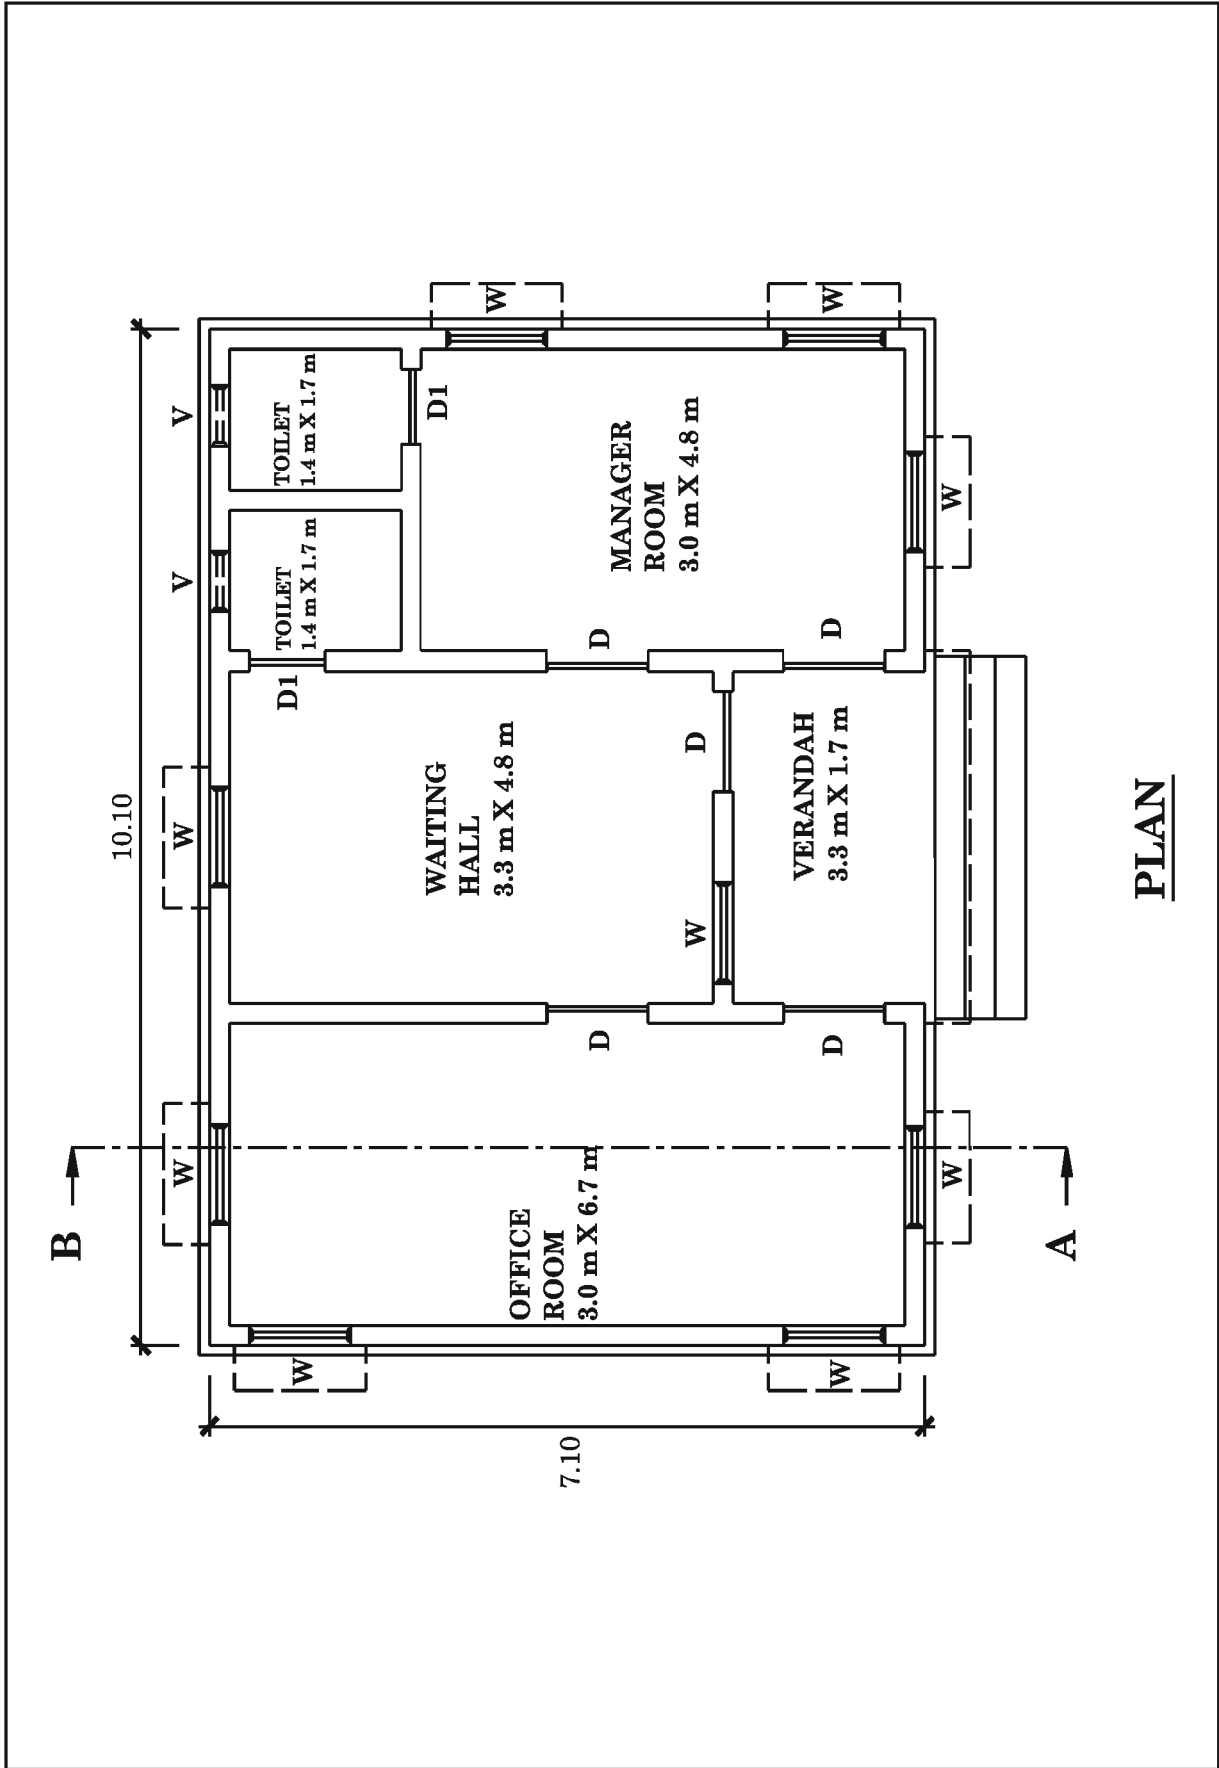 B
10.10
W
W
V
V
W
D1
TOILET
1.4 m X 1.7 m
TOILET
1.4 m X 1.7 m
D1
W
WAITING
HALL
3.3 m X 4.8 m
OFFICE
ROOM
3.0 m X 6.7 m
7.10
D
D
MANAGER
ROOM
3.0 m X 4.8 m
W
D
VERANDAH
3.3 m X 1.7 m
W
D
D
W
W
W
A
PLAN